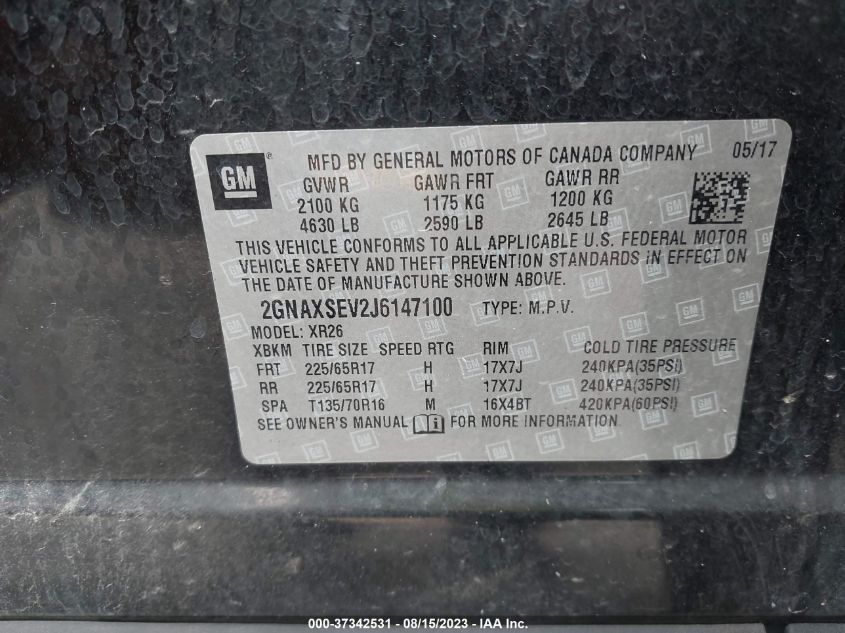 GM ® MFD BY GENERAL MOTORS OF CANADA COMPANY 05/17
GVWR GAWR FRT GAWR RR
2100 KG 1175 KG 1200 KG
4630 LB 2590 LB 2645 LB
THIS VEHICLE CONFORMS TO ALL APPLICABLE U.S. FEDERAL MOTOR
VEHICLE SAFETY AND THEFT PREVENTION STANDARDS IN EFFECT ON
THE DATE OF MANUFACTURE SHOWN ABOVE.
2GNAXSEV2J6147100 TYPE: M.P.V.
MODEL: XR26
XBKM TIRE SIZE SPEED RTG RIM COLD TIRE PRESSURE
FRT 225/65R17 H 17X7J 240KPA(35PSI)
RR 225/65R17 H 17X7J 240KPA(35PSI)
SPA T135/70R16 M 16X4BT 420KPA(60PSI)
SEE OWNER'S MANUAL i FOR MORE INFORMATION
000-37342531 - 08/15/2023 - IAA Inc.